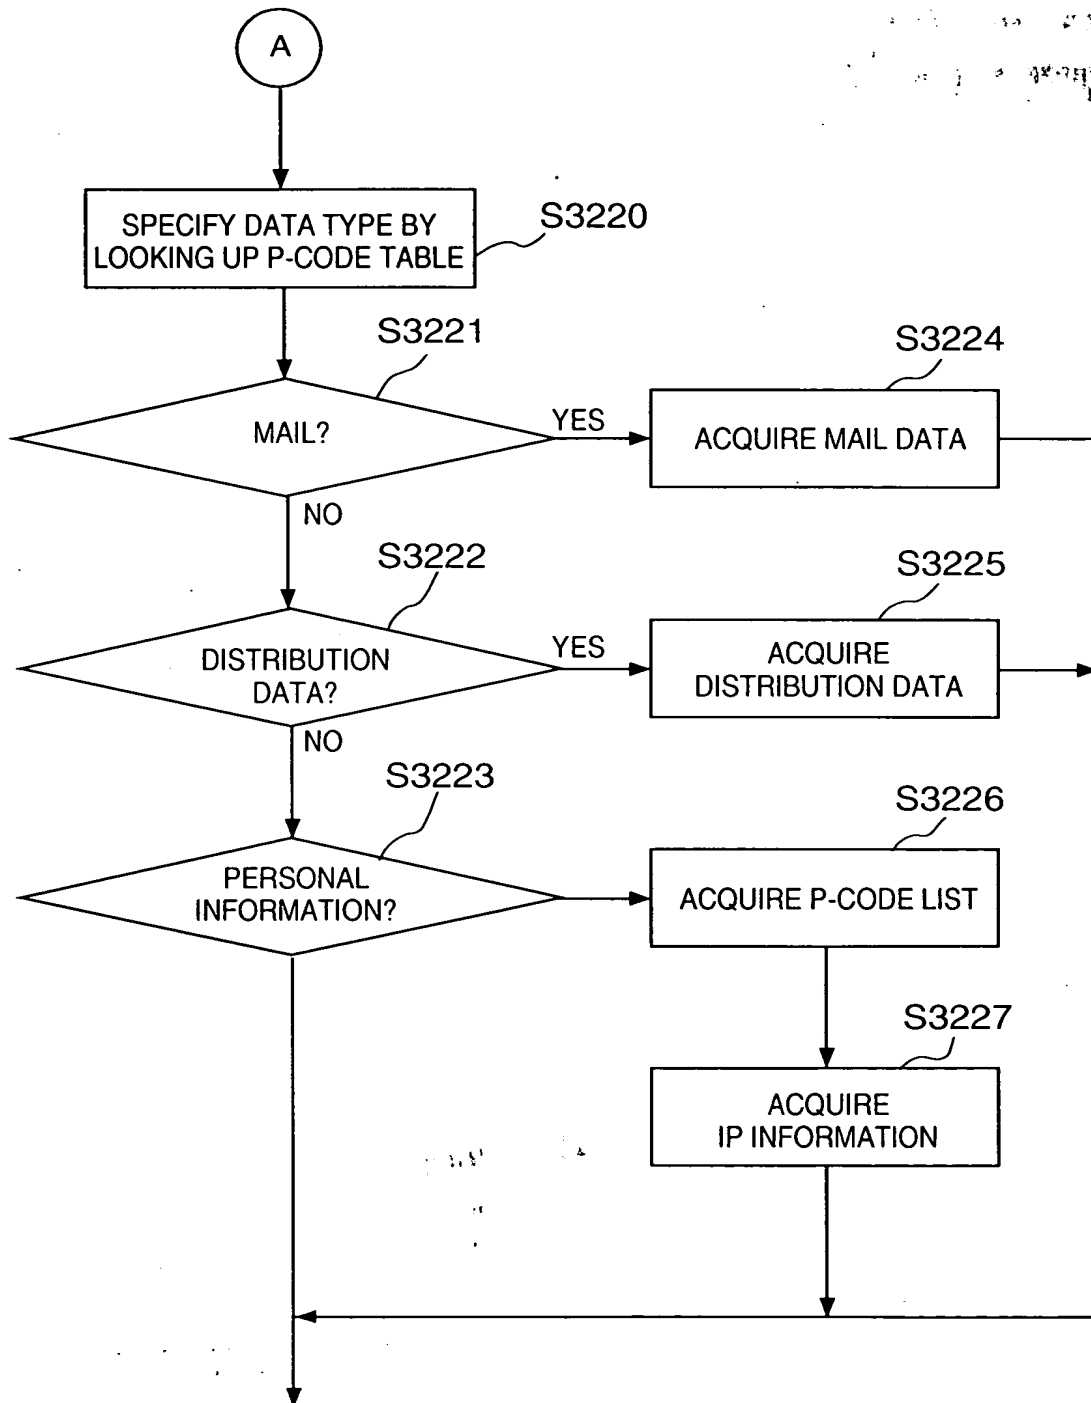 A
SPECIFY DATA TYPE BY
LOOKING UP P-CODE TABLE
S3220
S3221
MAIL?
YES
NO
S3224
ACQUIRE MAIL DATA
S3222
DISTRIBUTION
DATA?
YES
NO
S3225
ACQUIRE
DISTRIBUTION DATA
S3223
PERSONAL
INFORMATION?
S3226
ACQUIRE P-CODE LIST
S3227
ACQUIRE
IP INFORMATION